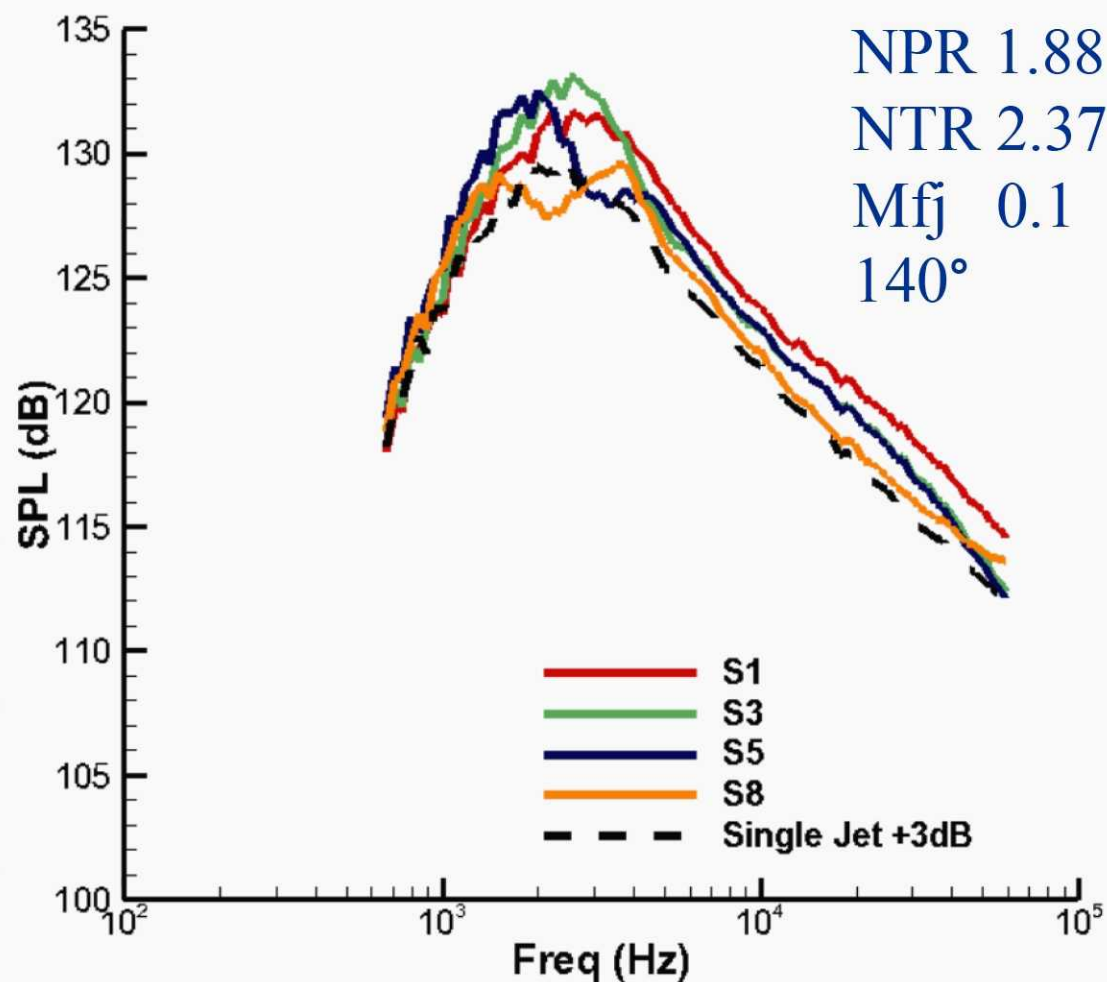 135
NPR 1.88
NTR 2.37
Mfj 0.1
140°
130
125
120
115
110
105
100
SPL (dB)
S1
S3
S5
S8
Single Jet +3dB
10²
10³
10⁴
10⁵
Freq (Hz)